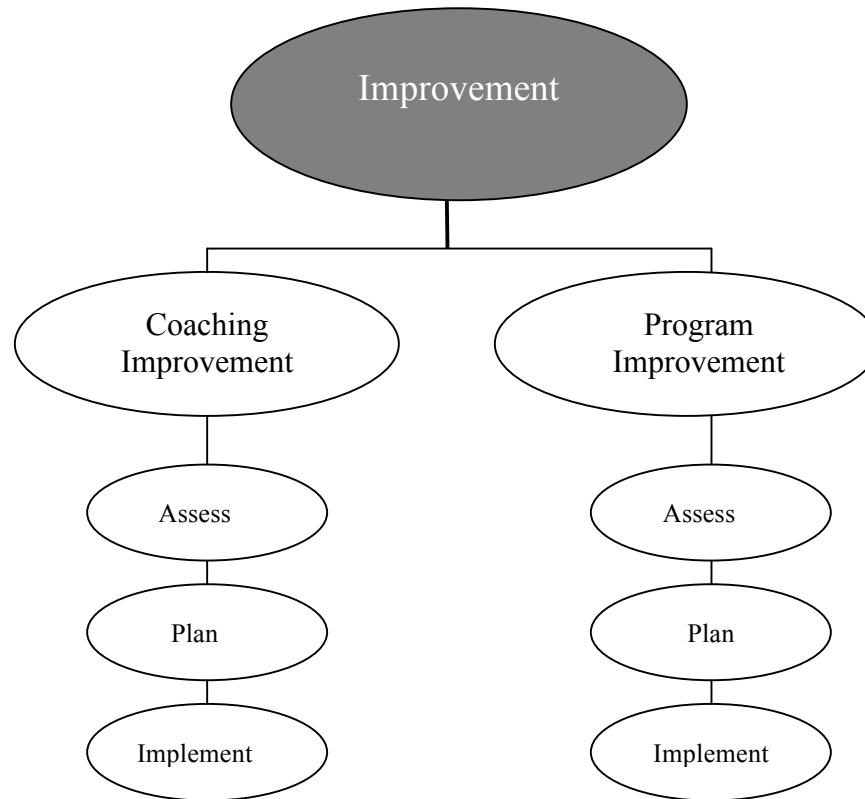 Improvement
Coaching
Improvement
Program
Improvement
Assess
Assess
Plan
Plan
Implement
Implement